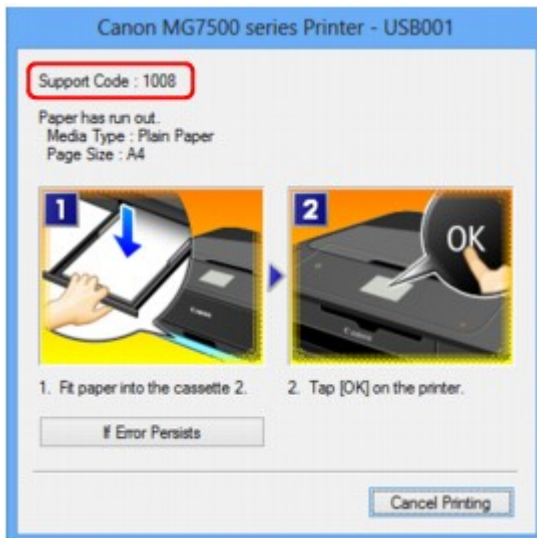 Canon MG7500 series Printer - USB001
Support Code : 1008
Paper has run out.
Media Type : Plain Paper
Page Size : A4
1
2
OK
Canon
Canon
1. Fit paper into the cassette 2.
2. Tap [OK] on the printer.
If Error Persists
Cancel Printing